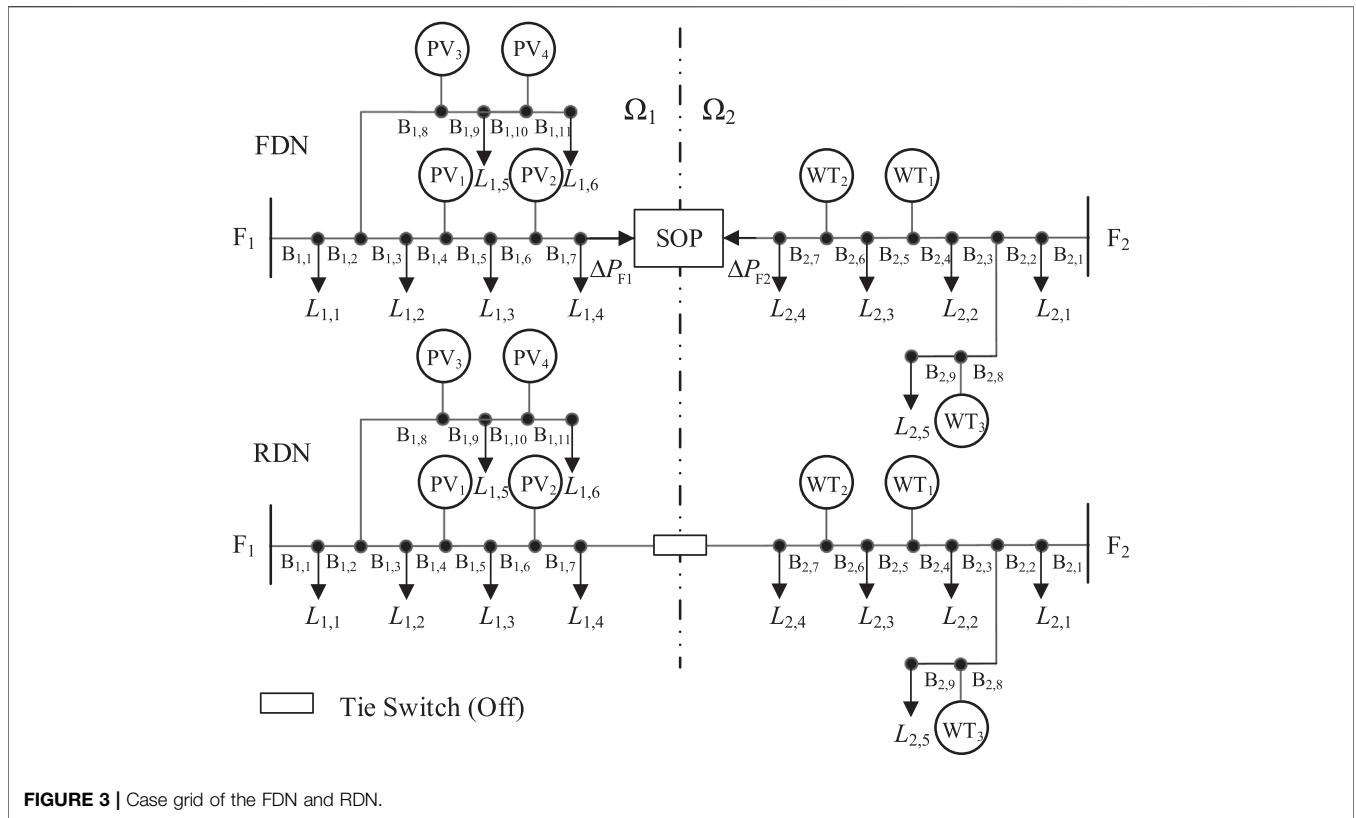 PV3 PV4
Ω1 Ω2
B1,8 B1,9 B1,10 B1,11
FDN
PV1 L1,5 PV2 L1,6 WT2 WT1
F1 SOP F2
B1,1 B1,2 B1,3 B1,4 B1,5 B1,6 B1,7 B2,7 B2,6 B2,5 B2,4 B2,3 B2,2 B2,1
ΔPF1 ΔPF2
L1,1 L1,2 L1,3 L1,4 L2,4 L2,3 L2,2 L2,1
PV3 PV4
B2,9 B2,8
L2,5 WT3
B1,8 B1,9 B1,10 B1,11
RDN
PV1 L1,5 PV2 L1,6 WT2 WT1
F1 F2
B1,1 B1,2 B1,3 B1,4 B1,5 B1,6 B1,7 B2,7 B2,6 B2,5 B2,4 B2,3 B2,2 B2,1
L1,1 L1,2 L1,3 L1,4 L2,4 L2,3 L2,2 L2,1
B2,9 B2,8
Tie Switch (Off)
L2,5 WT3
FIGURE 3 | Case grid of the FDN and RDN.